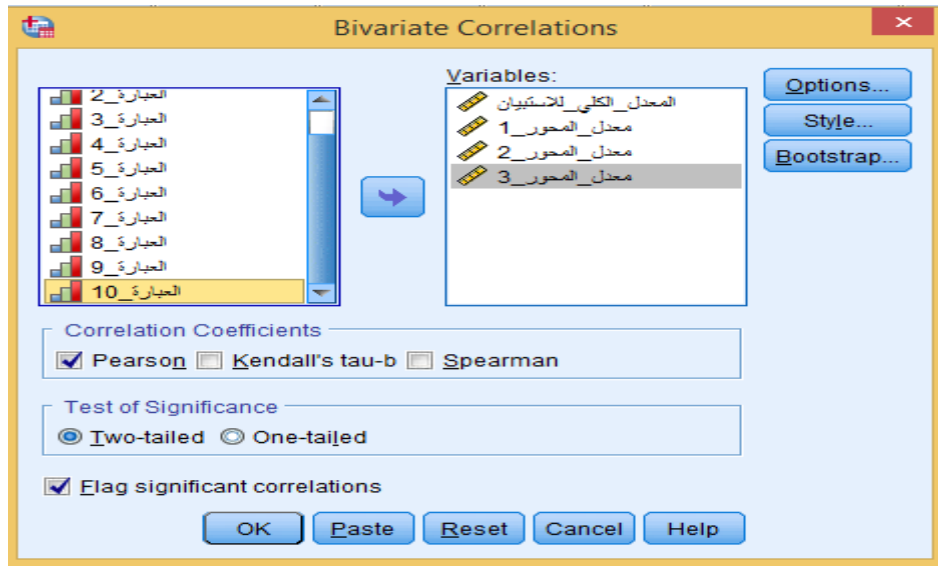 Bivariate Correlations
العبارة_2
العبارة_3
العبارة_4
العبارة_5
العبارة_6
العبارة_7
العبارة_8
العبارة_9
العبارة_10
Variables:
المعدل_الكلي_للاستبيان
معدل_المحور_1
معدل_المحور_2
معدل_المحور_3
Options...
Style...
Bootstrap...
Correlation Coefficients
Pearson Kendall's tau-b Spearman
Test of Significance
Two-tailed One-tailed
Flag significant correlations
OK Paste Reset Cancel Help